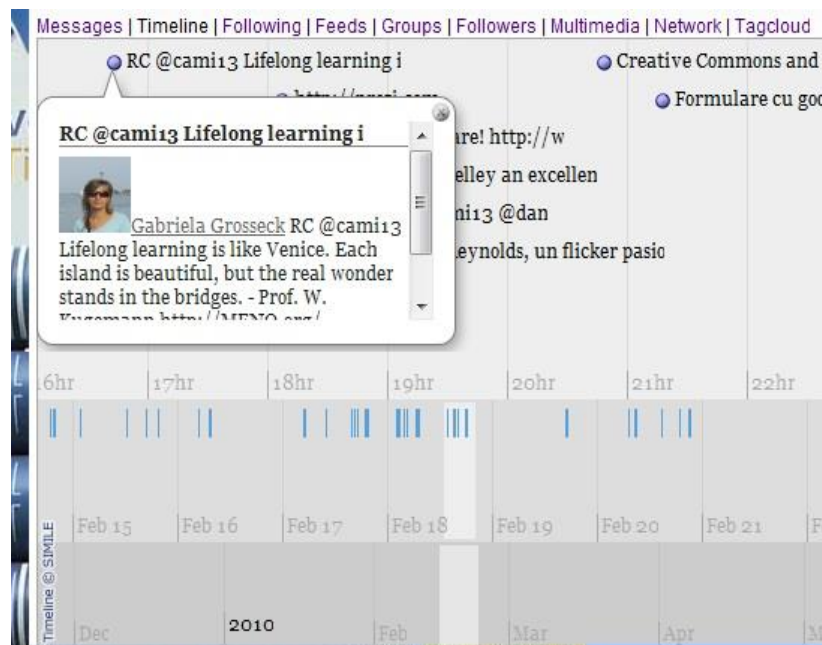 Messages | Timeline | Following | Feeds | Groups | Followers | Multimedia | Network | Tagcloud
RC @cami13 Lifelong learning i
Creative Commons and
Formulare cu
RC @cami13 Lifelong learning i
are! http://w
elley an excellen
Gabriela Grosseck RC @cami13
mi13 @dan
Lifelong learning is like Venice. Each
eynolds, un flicker pasio
island is beautiful, but the real wonder
stands in the bridges. - Prof. W.
6hr 17hr 18hr 19hr 20hr 21hr 22hr
Feb 15 Feb 16 Feb 17 Feb 18 Feb 19 Feb 20 Feb 21 F
Timeline © SIMILE
Dec 2010 Feb Mar Apr M